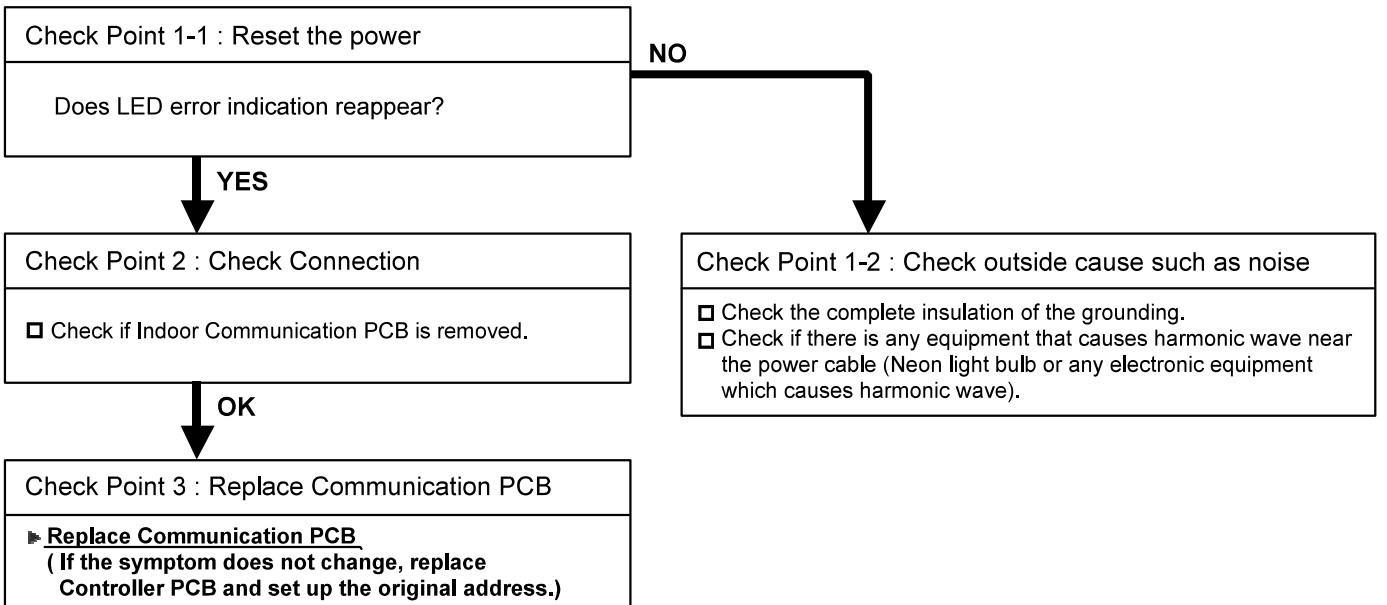 Check Point 1-1 : Reset the power
Does LED error indication reappear?
NO
YES
Check Point 2 : Check Connection
Check if Indoor Communication PCB is removed.
Check Point 1-2 : Check outside cause such as noise
Check the complete insulation of the grounding.
Check if there is any equipment that causes harmonic wave near
the power cable (Neon light bulb or any electronic equipment
which causes harmonic wave).
OK
Check Point 3 : Replace Communication PCB
Replace Communication PCB
( If the symptom does not change, replace
Controller PCB and set up the original address.)